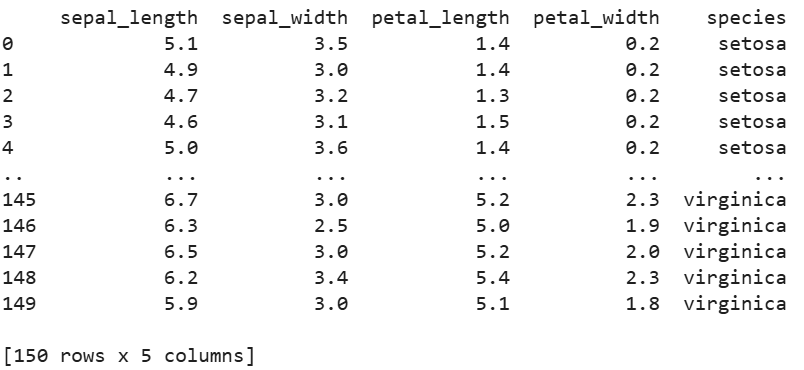 sepal_length sepal_width petal_length petal_width species
0 5.1 3.5 1.4 0.2 setosa
1 4.9 3.0 1.4 0.2 setosa
2 4.7 3.2 1.3 0.2 setosa
3 4.6 3.1 1.5 0.2 setosa
4 5.0 3.6 1.4 0.2 setosa
.. ... ... ... ... ...
145 6.7 3.0 5.2 2.3 virginica
146 6.3 2.5 5.0 1.9 virginica
147 6.5 3.0 5.2 2.0 virginica
148 6.2 3.4 5.4 2.3 virginica
149 5.9 3.0 5.1 1.8 virginica
[150 rows x 5 columns]